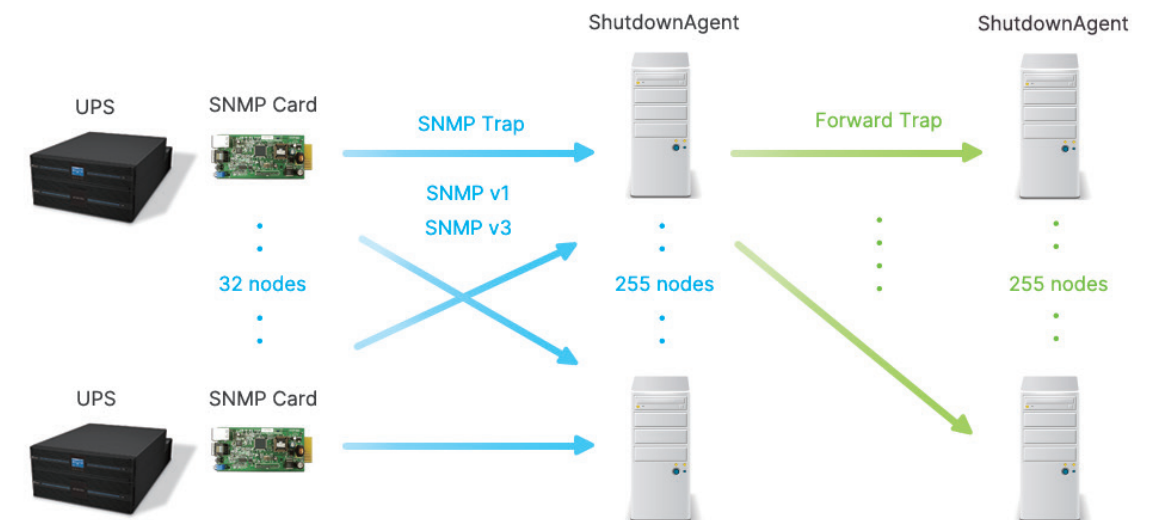 ShutdownAgent
ShutdownAgent
UPS
SNMP Card
SNMP Trap
Forward Trap
SNMP v1
SNMP v3
32 nodes
255 nodes
255 nodes
UPS
SNMP Card